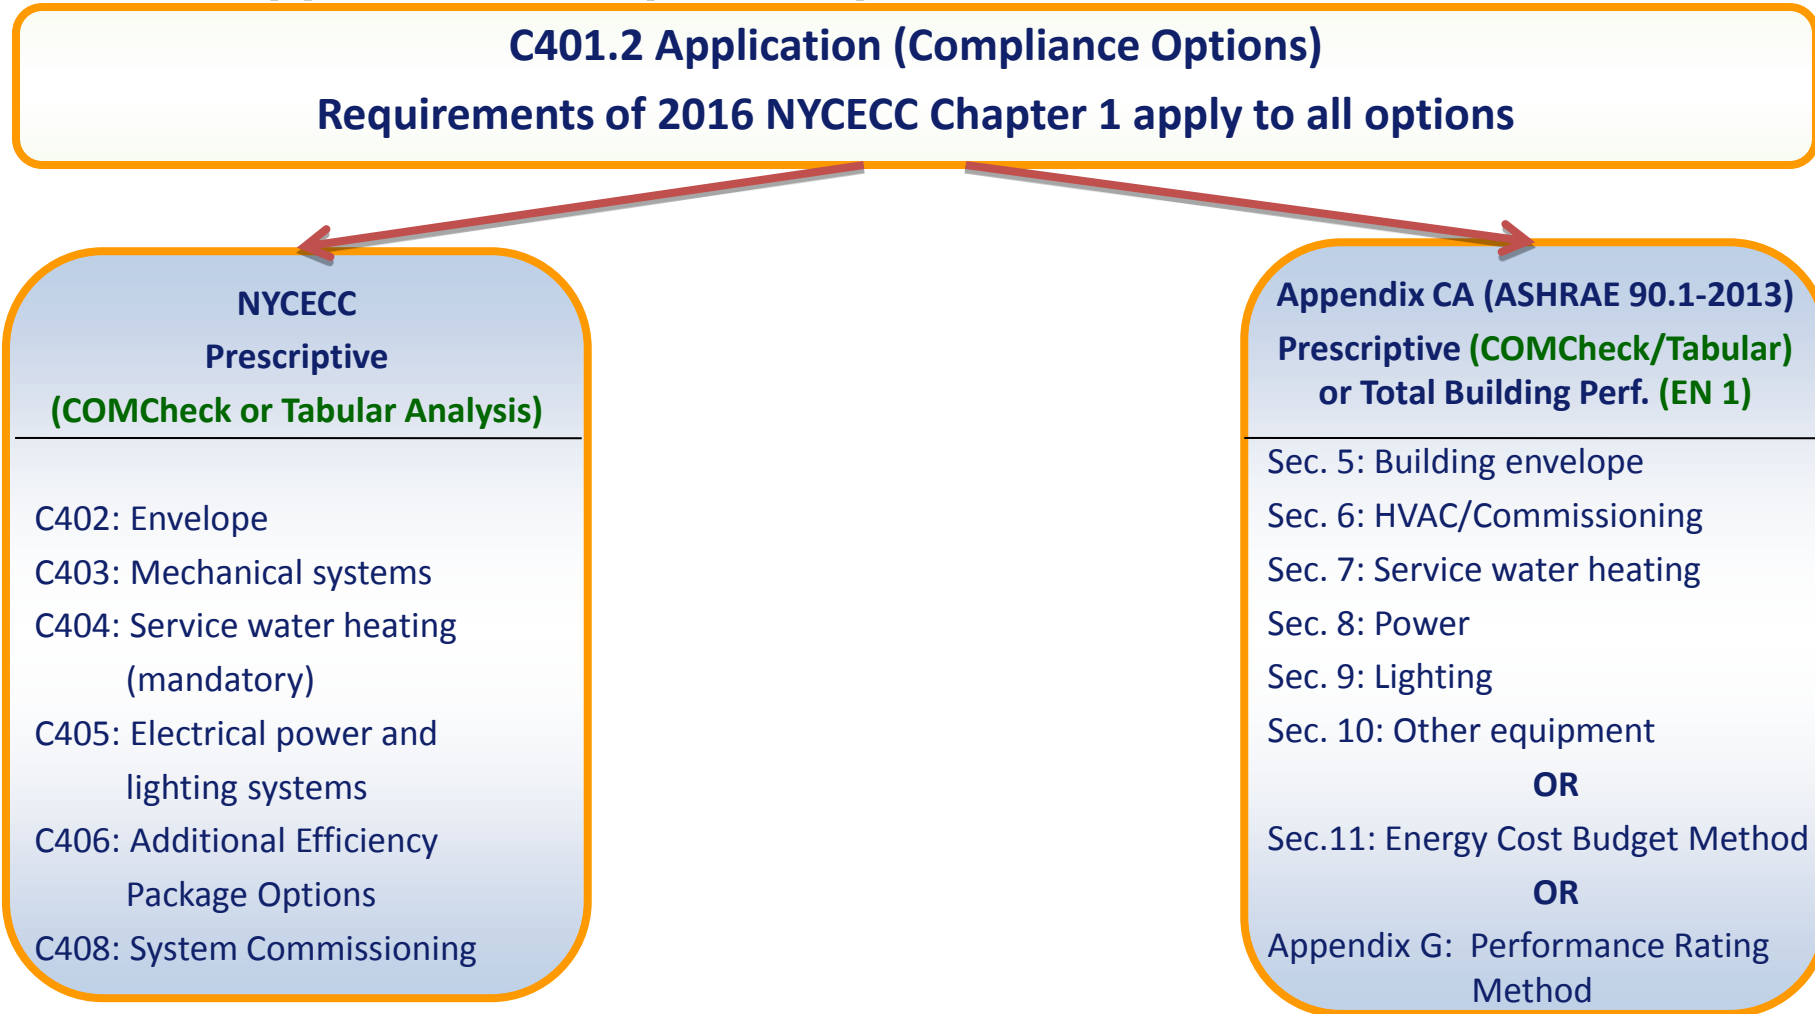 C401.2 Application (Compliance Options)
Requirements of 2016 NYCECC Chapter 1 apply to all options
NYCECC
Prescriptive
(COMCheck or Tabular Analysis)
C402: Envelope
C403: Mechanical systems
C404: Service water heating
(mandatory)
C405: Electrical power and
lighting systems
C406: Additional Efficiency
Package Options
C408: System Commissioning
Appendix CA (ASHRAE 90.1-2013)
Prescriptive (COMCheck/Tabular)
or Total Building Perf. (EN 1)
Sec. 5: Building envelope
Sec. 6: HVAC/Commissioning
Sec. 7: Service water heating
Sec. 8: Power
Sec. 9: Lighting
Sec. 10: Other equipment
OR
Sec.11: Energy Cost Budget Method
OR
Appendix G: Performance Rating
Method